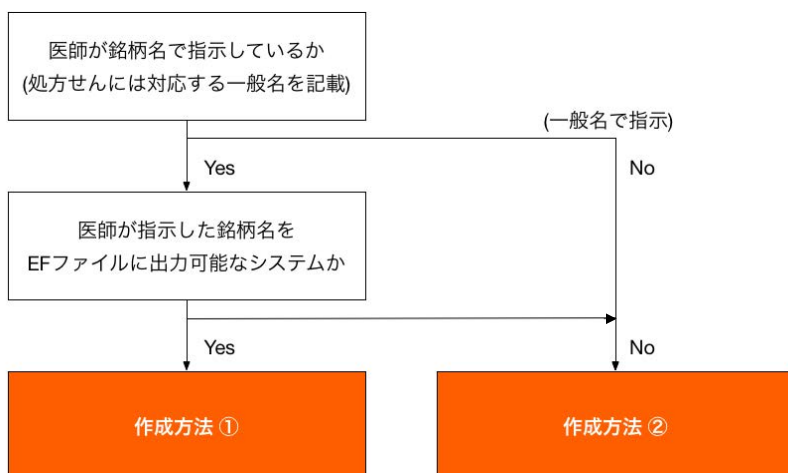 医師が銘柄名で指示しているか
(処方せんには対応する一般名を記載)
(一般名で指示)
Yes
No
医師が指示した銘柄名を
EFファイルに出力可能なシステムか
Yes
No
作成方法 ①
作成方法 ②